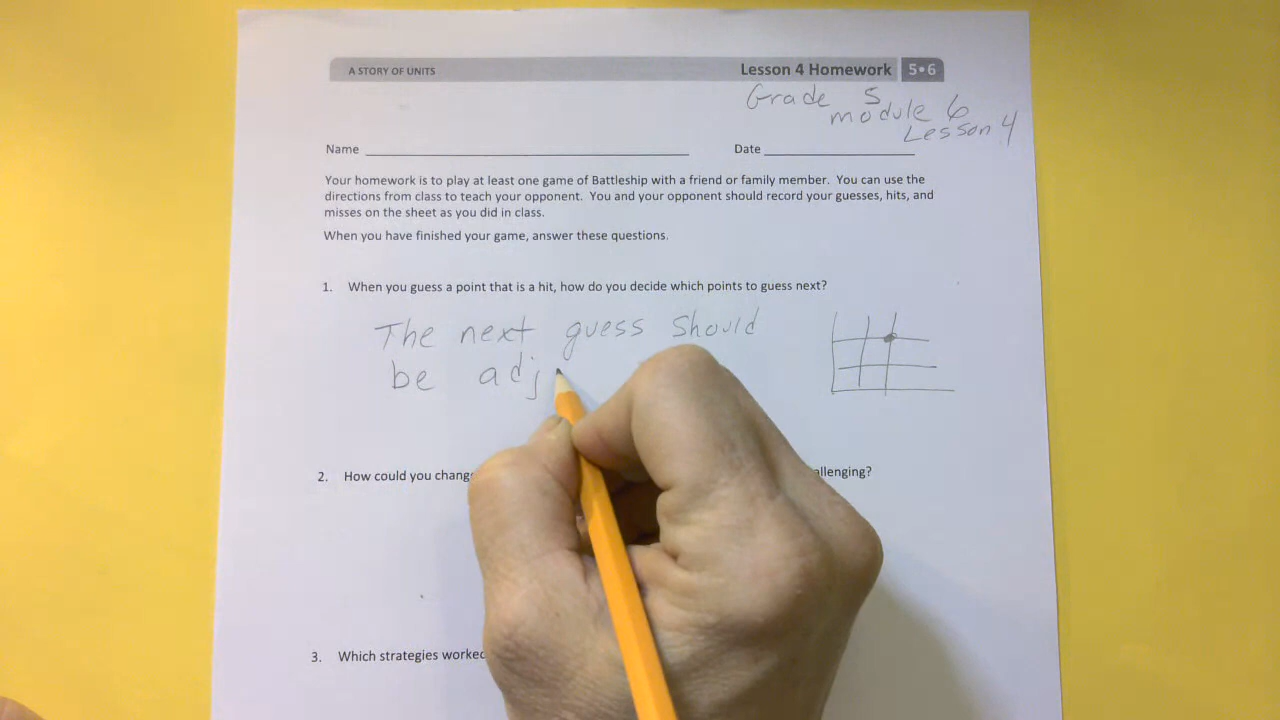 A STORY OF UNITS
Lesson 4 Homework 5•6
Grade 5
module 6
Lesson 4
Name
Date
Your homework is to play at least one game of Battleship with a friend or family member. You can use the
directions from class to teach your opponent. You and your opponent should record your guesses, hits, and
misses on the sheet as you did in class.
When you have finished your game, answer these questions.
1. When you guess a point that is a hit, how do you decide which points to guess next?
The next guess should
be adj
2. How could you chang allenging?
3. Which strategies worked